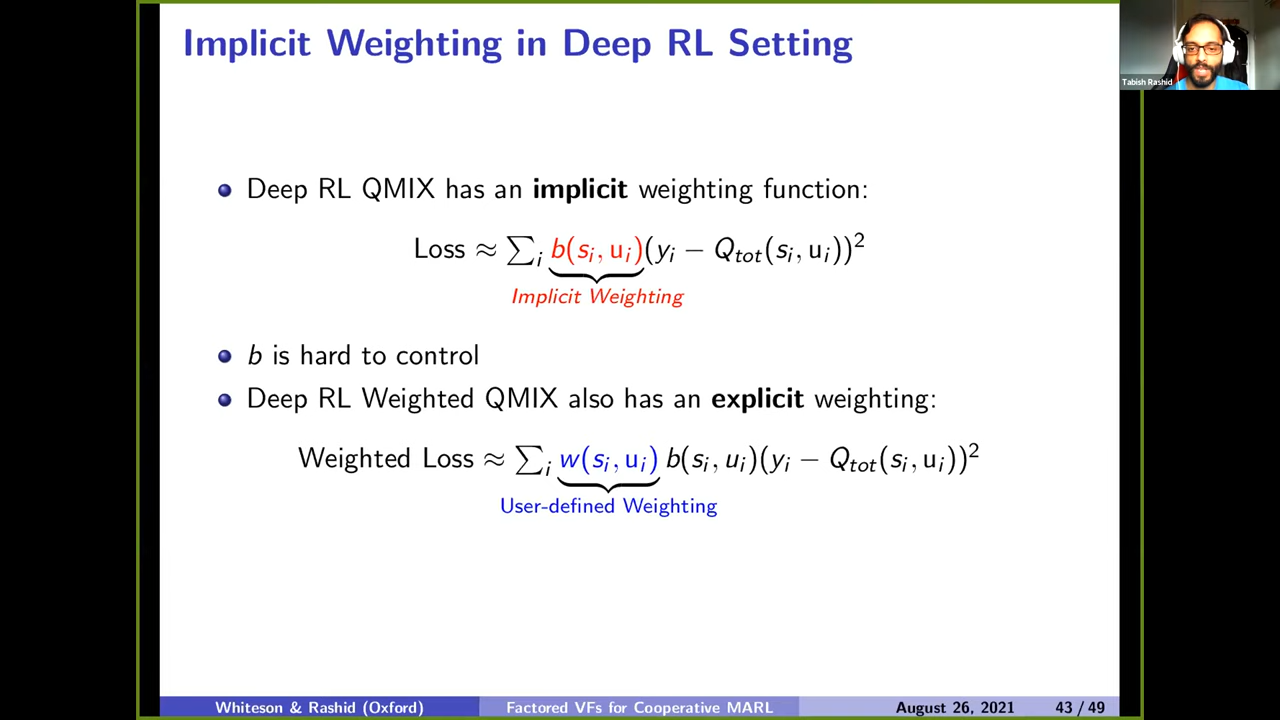 Implicit Weighting in Deep RL Setting
Tabish Rashid
Deep RL QMIX has an implicit weighting function:
Loss ≈ ∑ᵢ b(sᵢ, uᵢ)(yᵢ − Q_tot(sᵢ, uᵢ))²
Implicit Weighting
b is hard to control
Deep RL Weighted QMIX also has an explicit weighting:
Weighted Loss ≈ ∑ᵢ w(sᵢ, uᵢ) b(sᵢ, uᵢ)(yᵢ − Q_tot(sᵢ, uᵢ))²
User-defined Weighting
Whiteson & Rashid (Oxford) Factored VFs for Cooperative MARL August 26, 2021 43 / 49